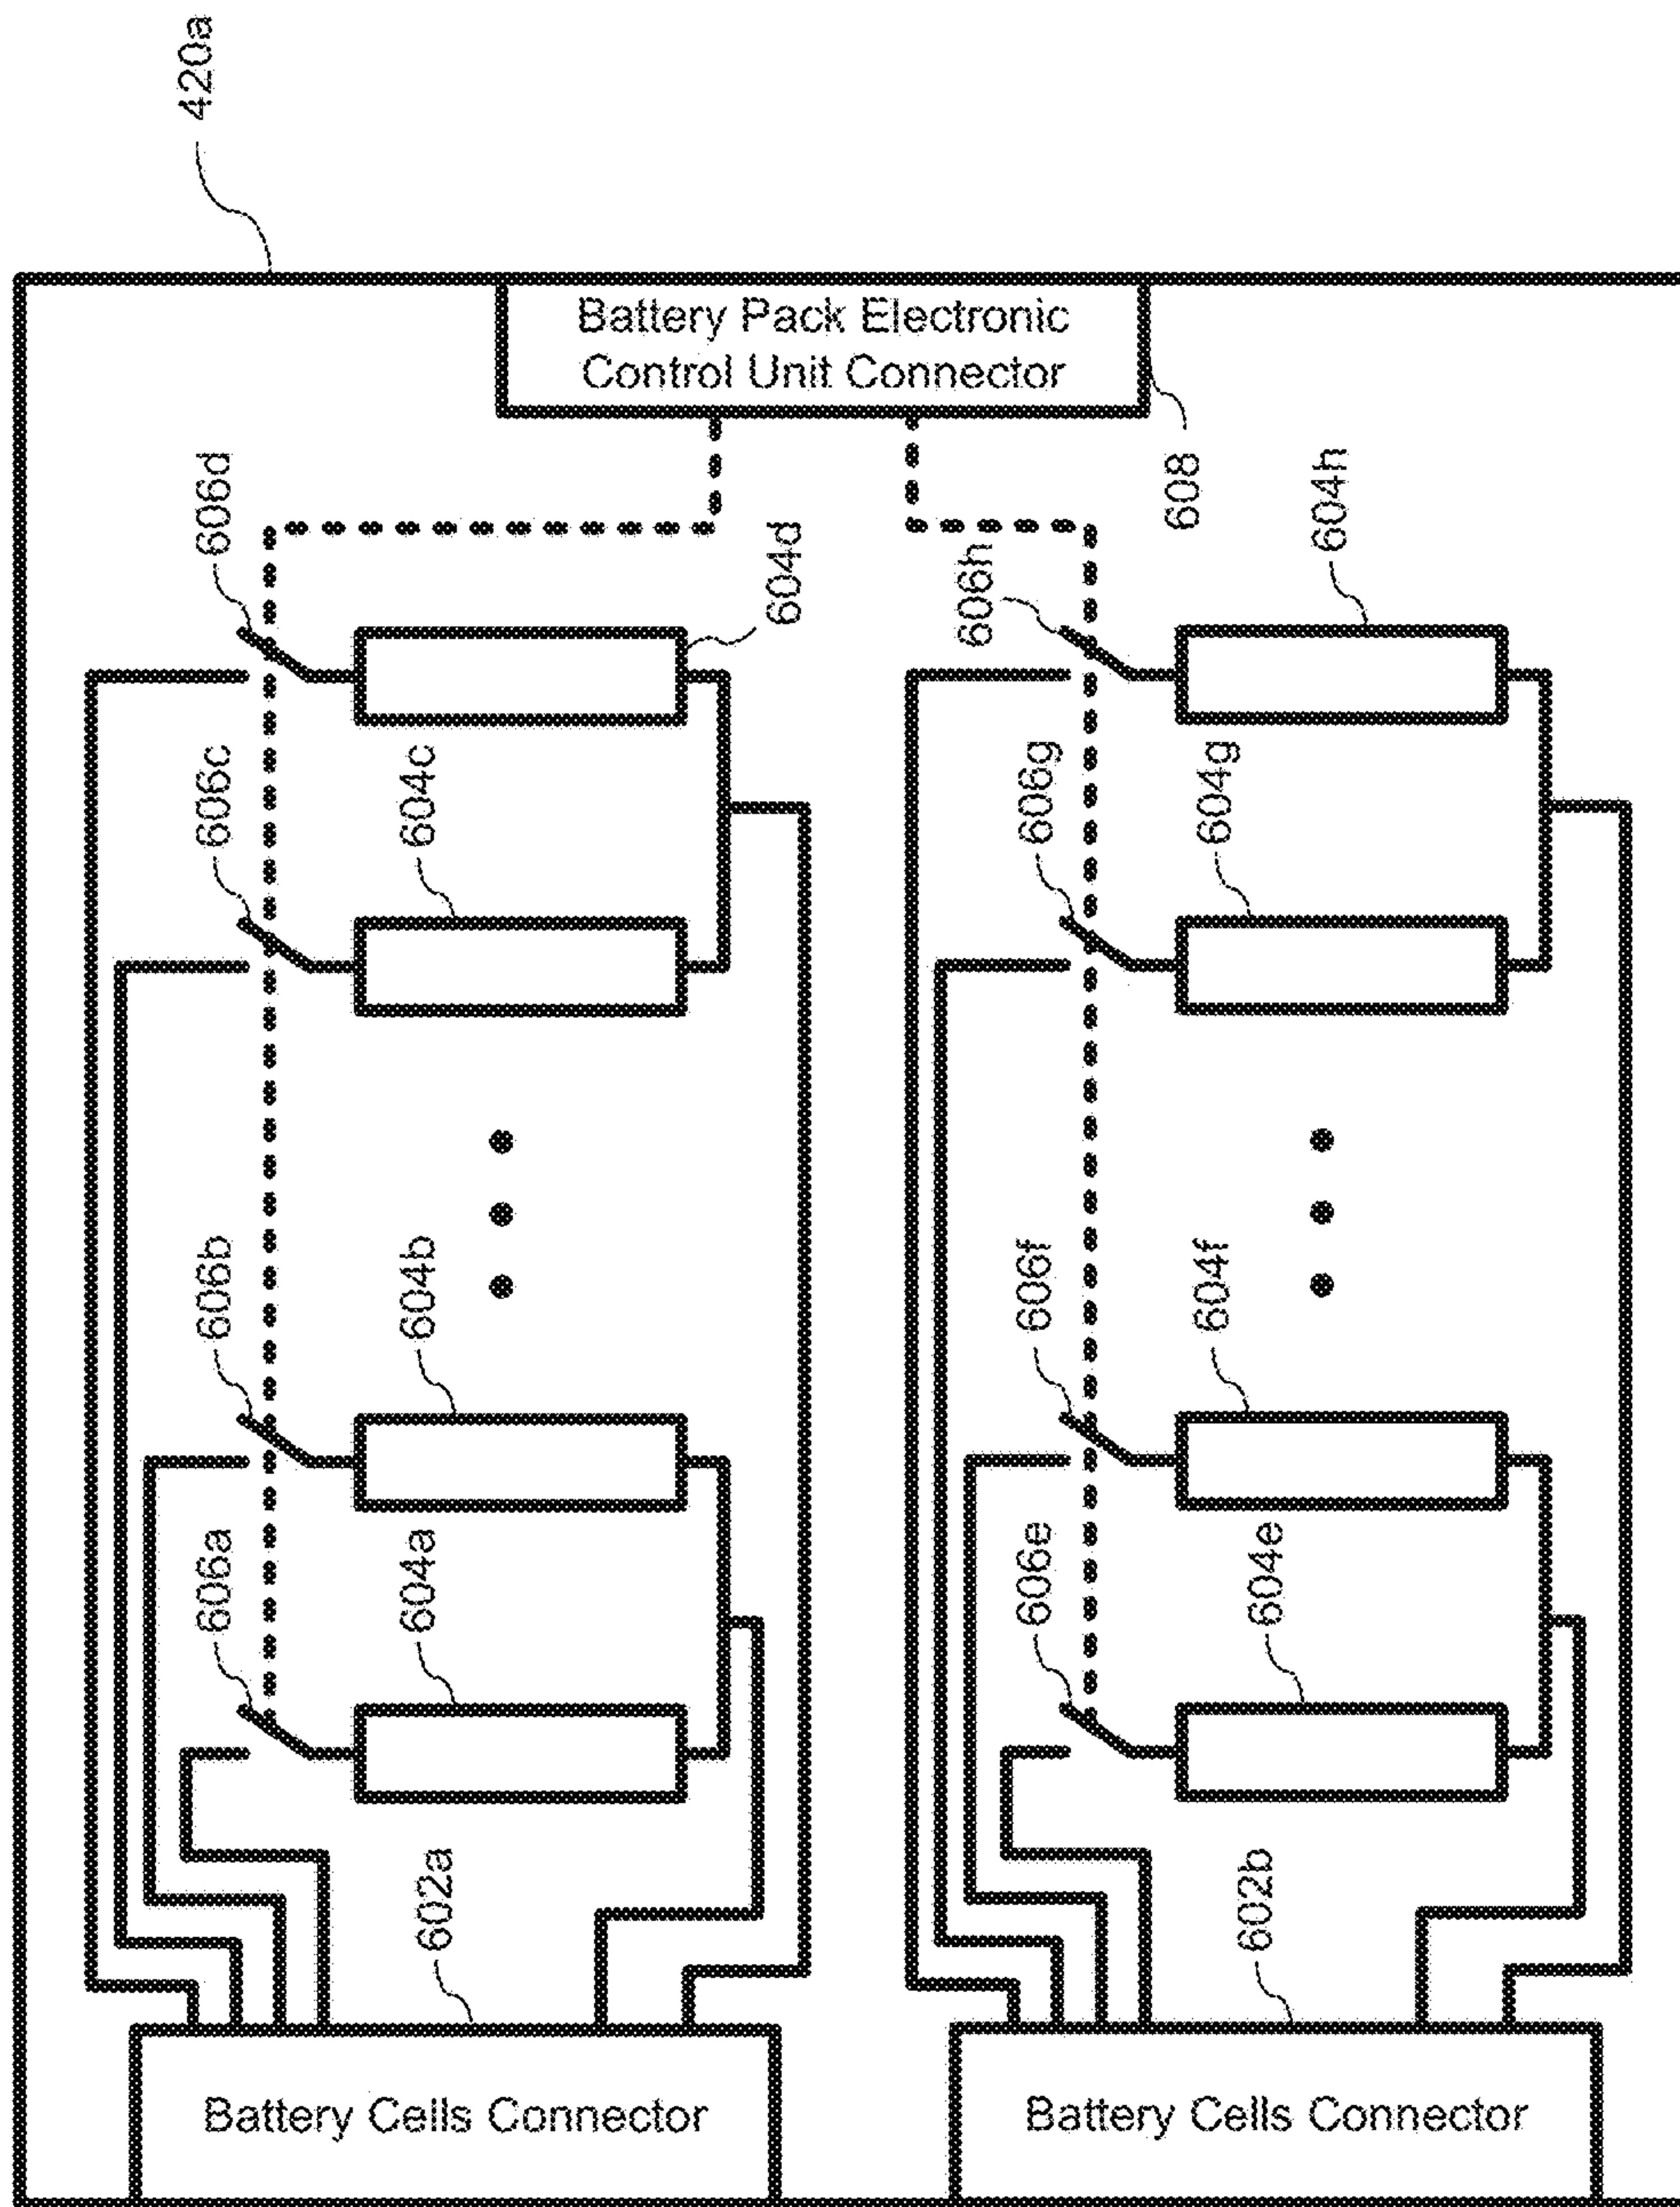 420a
Battery Pack Electronic
Control Unit Connector
608
606d
604d
606c
604c
606b
604b
606a
604a
602a
Battery Cells Connector
606h
604h
606g
604g
606f
604f
606e
604e
602b
Battery Cells Connector